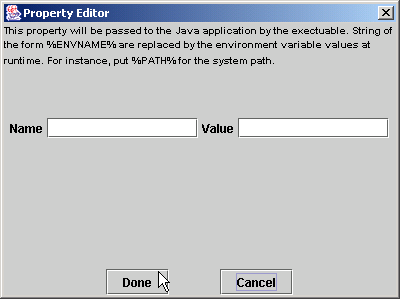 Property Editor
This property will be passed to the Java application by the exectuable. String of
the form %ENVNAME% are replaced by the environment variable values at
runtime. For instance, put %PATH% for the system path.
Name Value
Done Cancel